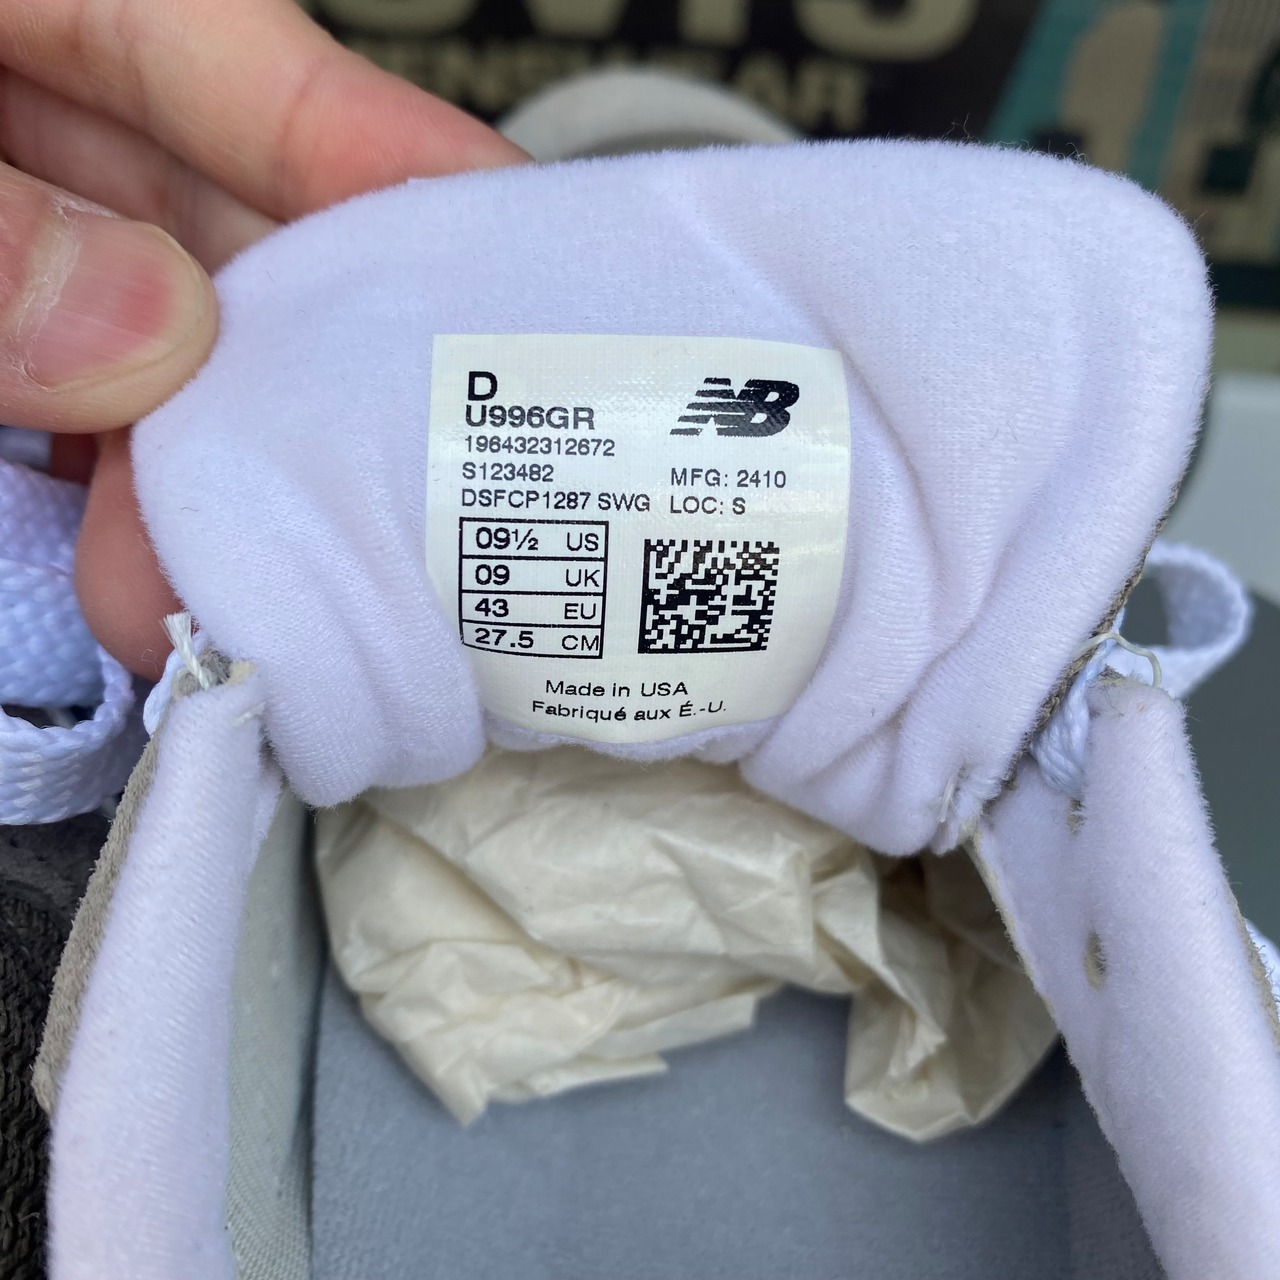 D
U996GR
196432312672
S123482
DSFCP1287 SWG
NB
MFG: 2410
LOC: S
09½ US
09 UK
43 EU
27.5 CM
Made in USA
Fabriqué aux É.-U.